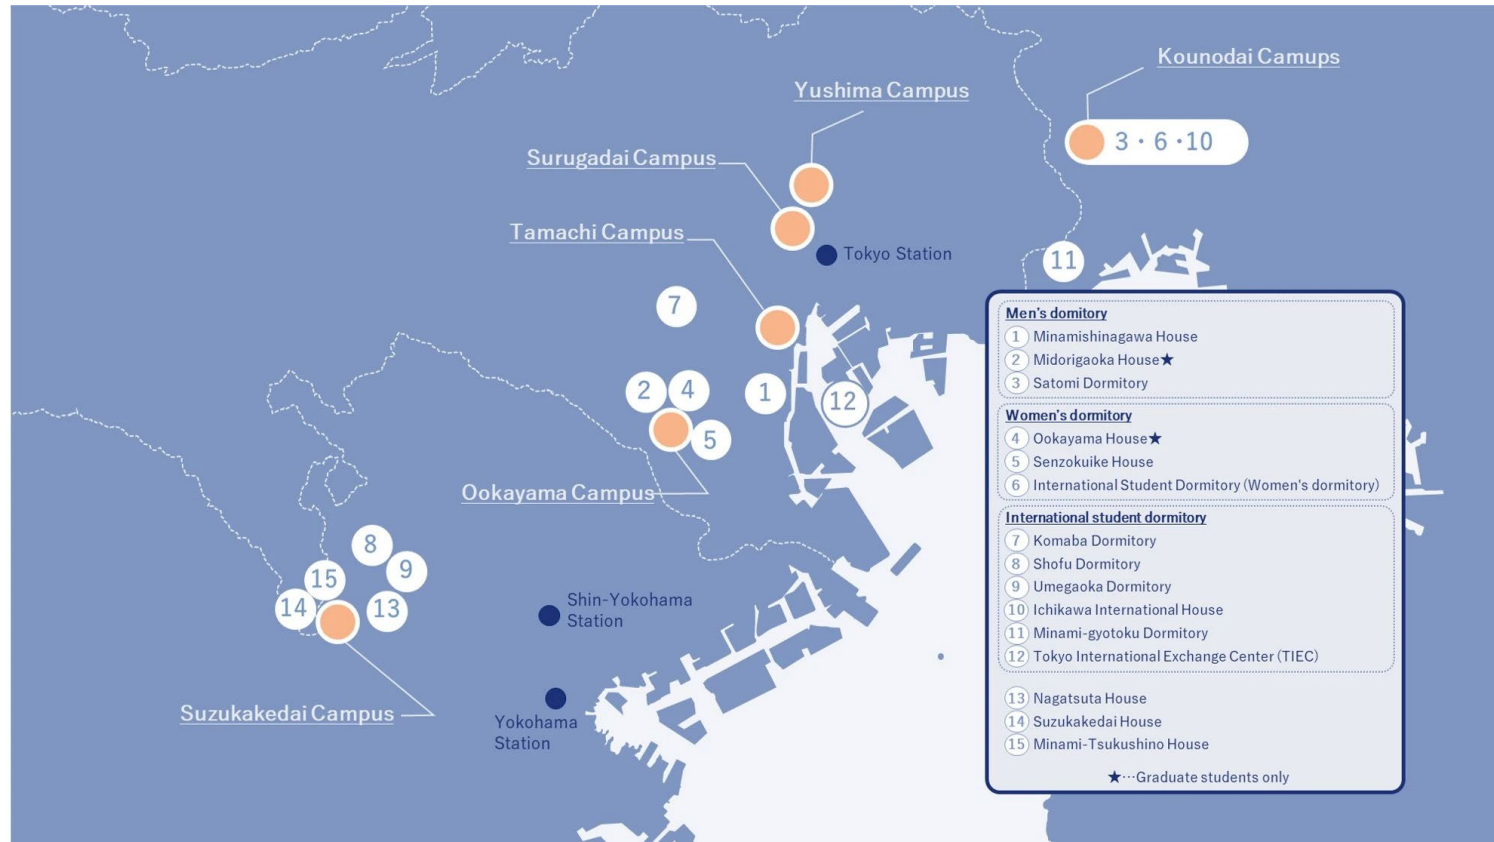 Kounodai Camups
3・6・10
Yushima Campus
Surugadai Campus
Tamachi Campus
Tokyo Station
11
7
2
4
1
12
5
Ookayama Campus
8
9
15
14
13
Shin-Yokohama
Station
Suzukakedai Campus
Yokohama
Station
Men's domitory
1 Minamishinagawa House
2 Midorigaoka House★
3 Satomi Dormitory
Women's dormitory
4 Ookayama House★
5 Senzokuike House
6 International Student Dormitory (Women's dormitory)
International student dormitory
7 Komaba Dormitory
8 Shofu Dormitory
9 Umegaoka Dormitory
10 Ichikawa International House
11 Minami-gyotoku Dormitory
12 Tokyo International Exchange Center (TIEC)
13 Nagatsuta House
14 Suzukakedai House
15 Minami-Tsukushino House
★…Graduate students only